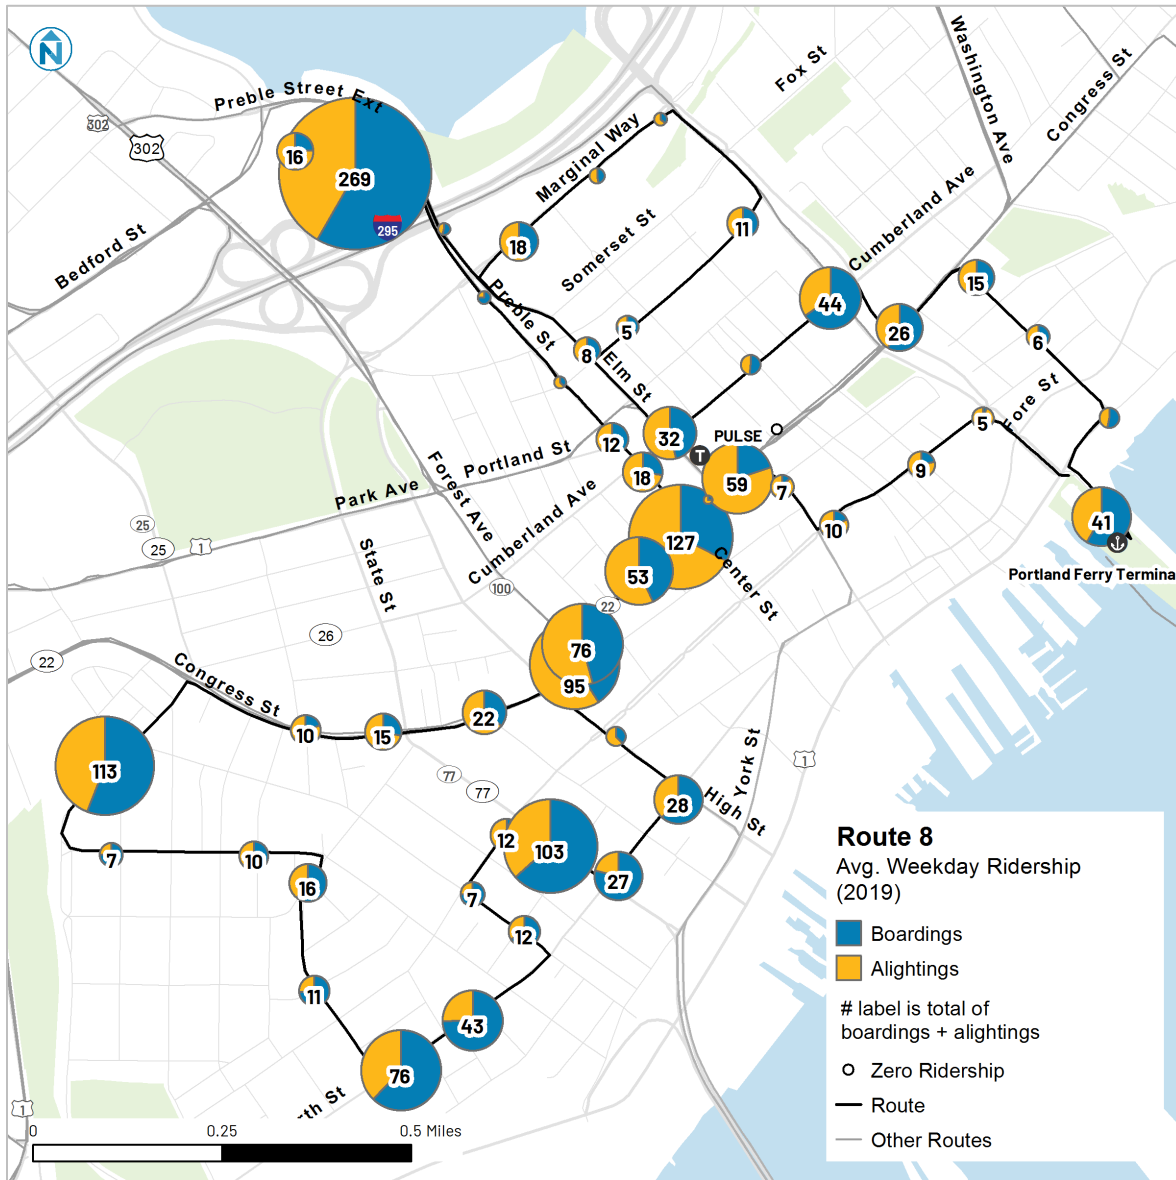 N
Preble Street Ext
302
302
16
269
295
Bedford St
Marginal Way
18
Somerset St
11
Fox St
Washington Ave
Congress St
Cumberland Ave
44
26
15
6
Fore St
5
9
41
Portland Ferry Termina
Preble St
Elm St
8
5
32
PULSE
T
12
18
59
7
10
127
53
Center St
Portland St
Park Ave
Forest Ave
Cumberland Ave
25
25
1
State St
100
22
26
22
76
95
Congress St
10
15
22
113
77
77
28
High St
York St
1
12
103
27
7
12
7
10
16
11
43
76
rth St
1
0 0.25 0.5 Miles
Route 8
Avg. Weekday Ridership
(2019)
Boardings
Alightings
# label is total of
boardings + alightings
Zero Ridership
Route
Other Routes